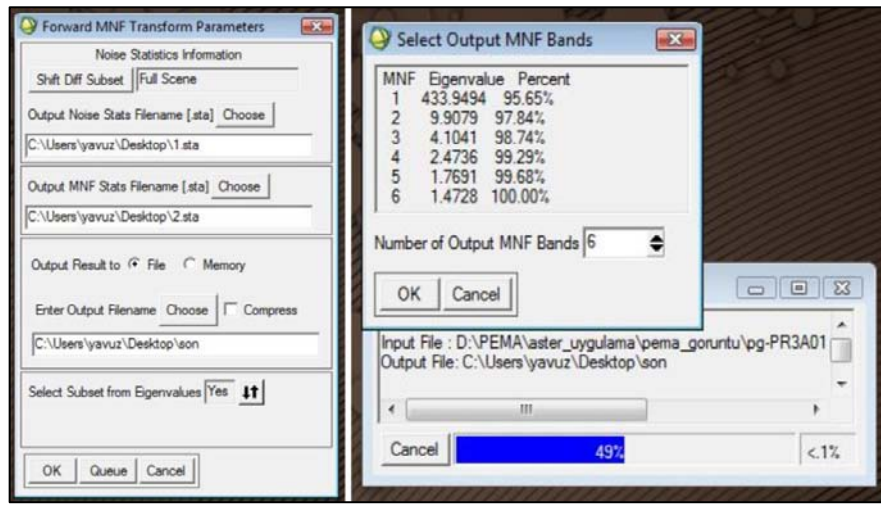 Forward MNF Transform Parameters
Noise Statistics Information
Shift Diff Subset Full Scene
Output Noise Stats Filename [.sta] Choose
C:\Users\yavuz\Desktop\1.sta
Output MNF Stats Filename [.sta] Choose
C:\Users\yavuz\Desktop\2.sta
Output Result to File Memory
Enter Output Filename Choose Compress
C:\Users\yavuz\Desktop\son
Select Subset from Eigenvalues Yes
OK Queue Cancel
Select Output MNF Bands
MNF Eigenvalue Percent
1 433.9494 95.65%
2 9.9079 97.84%
3 4.1041 98.74%
4 2.4736 99.29%
5 1.7691 99.68%
6 1.4728 100.00%
Number of Output MNF Bands 6
OK Cancel
Input File : D:\PEMA\aster_uygulama\pema_goruntu\pg-PR3A01
Output File: C:\Users\yavuz\Desktop\son
Cancel 49% <.1%